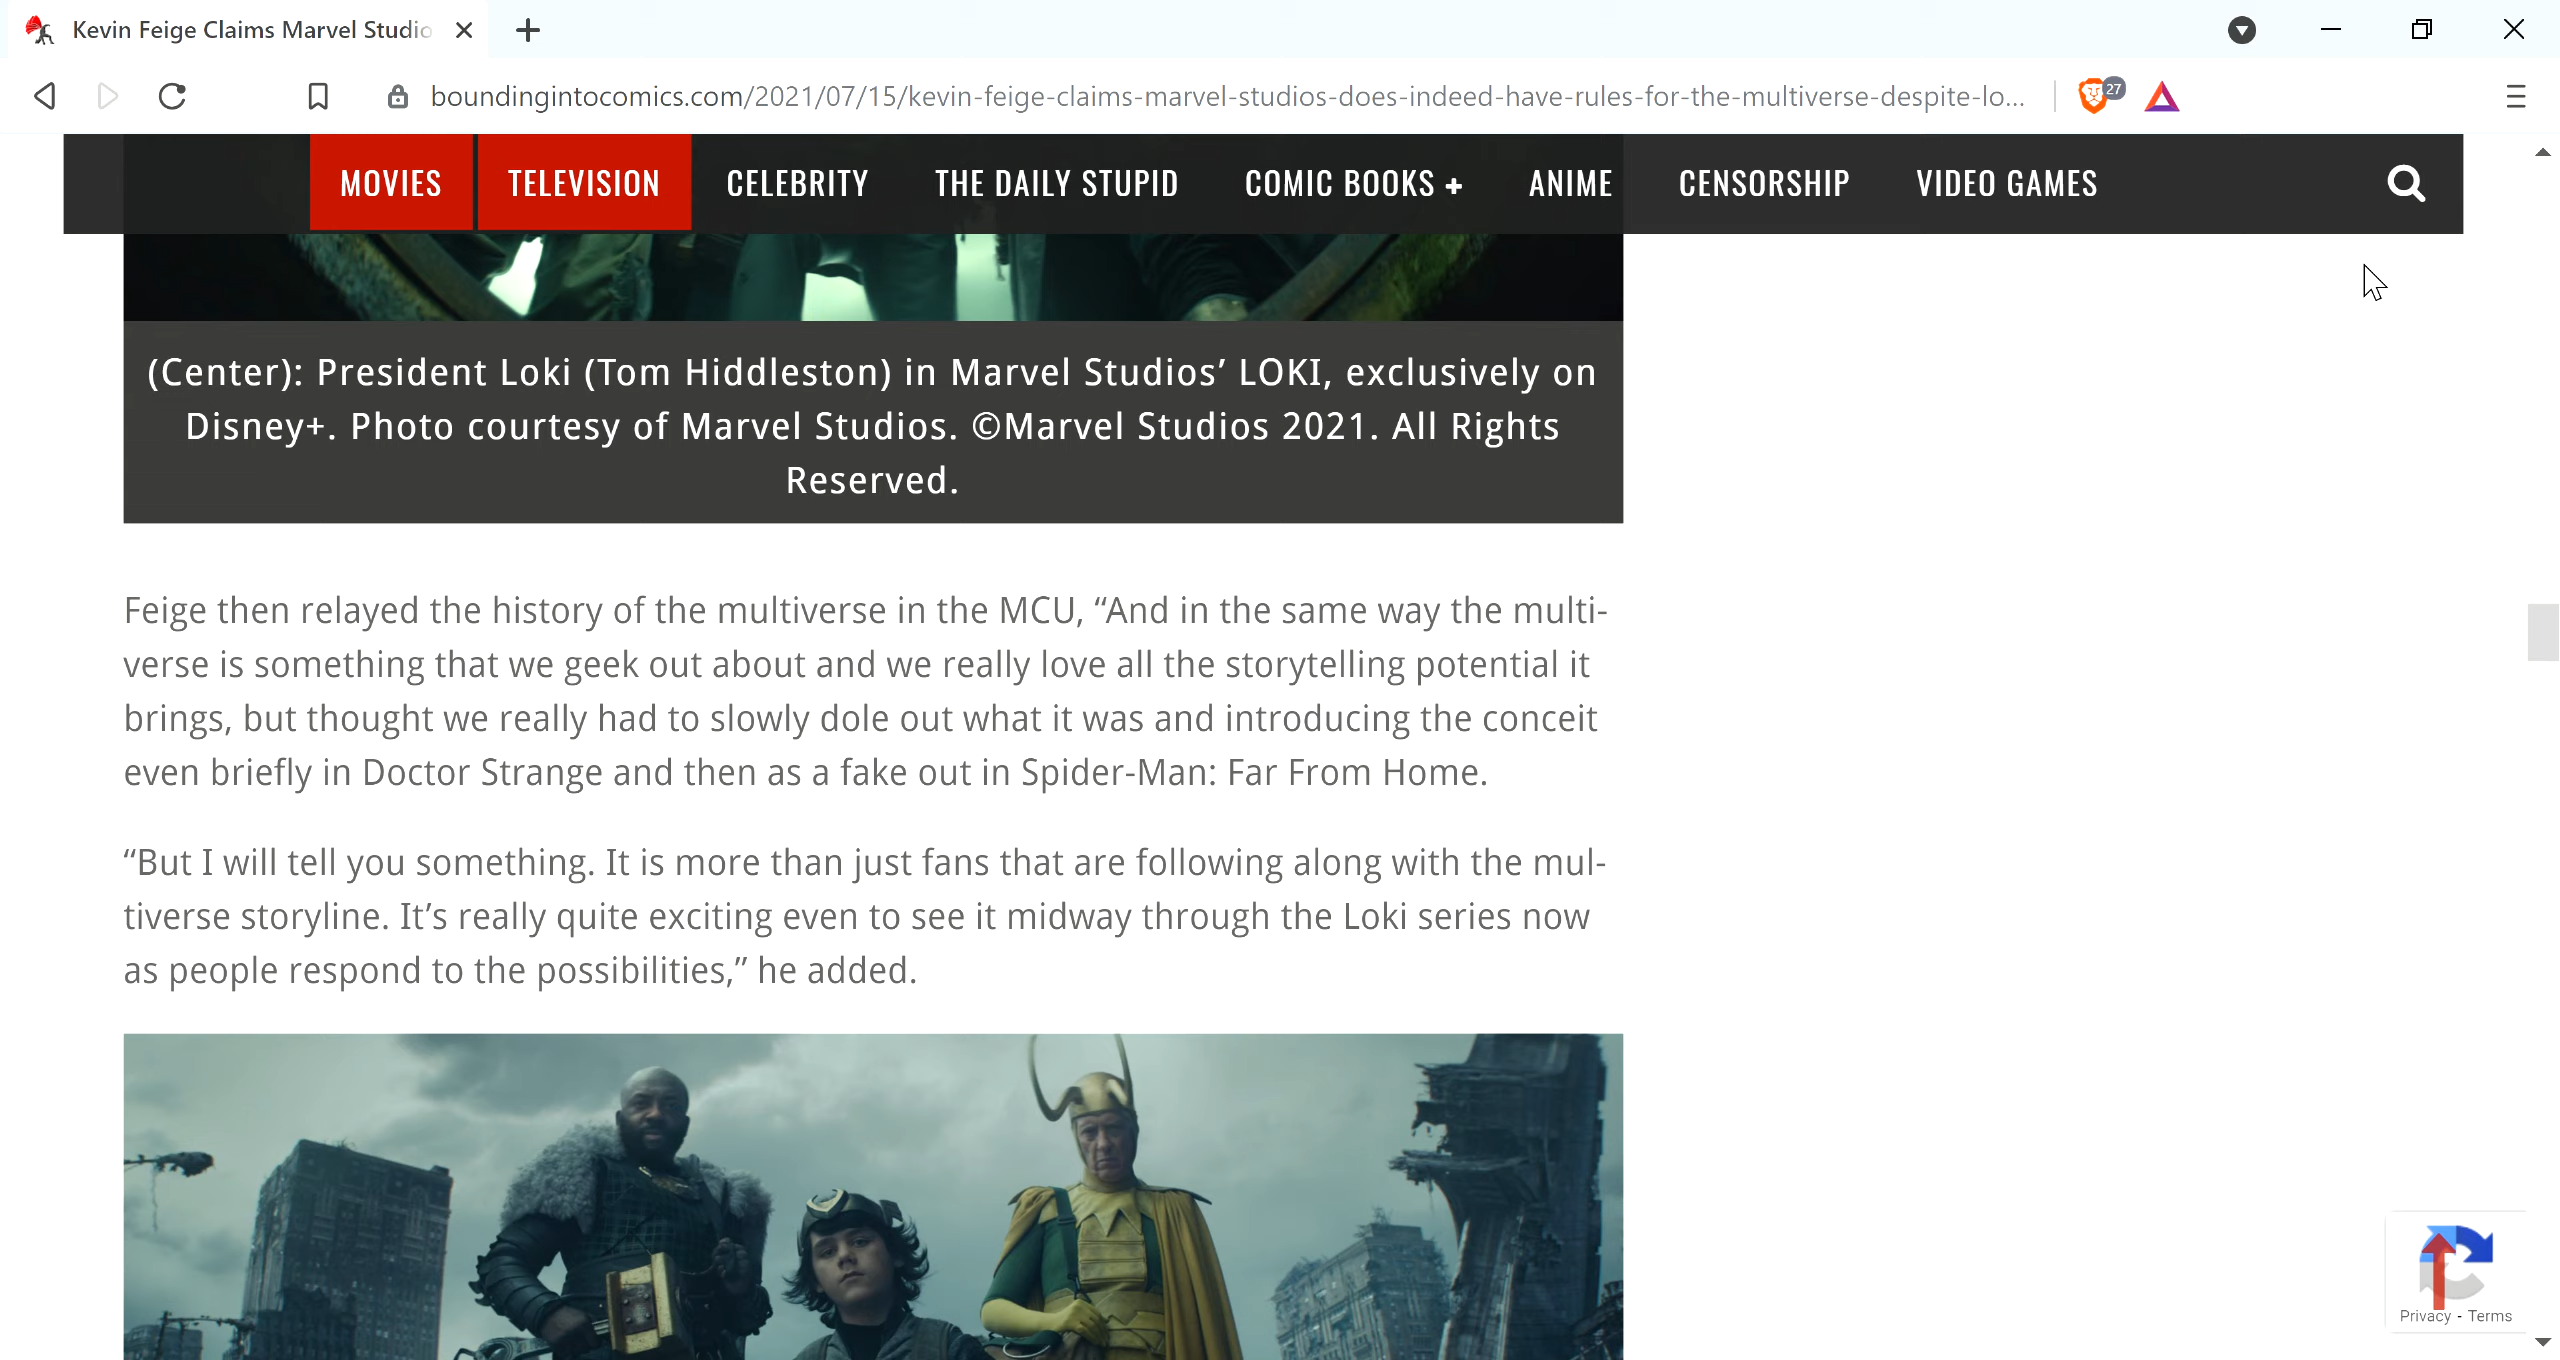 Kevin Feige Claims Marvel Studio
boundingintocomics.com/2021/07/15/kevin-feige-claims-marvel-studios-does-indeed-have-rules-for-the-multiverse-despite-lo...
27
MOVIES TELEVISION CELEBRITY THE DAILY STUPID COMIC BOOKS + ANIME CENSORSHIP VIDEO GAMES
(Center): President Loki (Tom Hiddleston) in Marvel Studios’ LOKI, exclusively on
Disney+. Photo courtesy of Marvel Studios. ©Marvel Studios 2021. All Rights
Reserved.
Feige then relayed the history of the multiverse in the MCU, “And in the same way the multi-
verse is something that we geek out about and we really love all the storytelling potential it
brings, but thought we really had to slowly dole out what it was and introducing the conceit
even briefly in Doctor Strange and then as a fake out in Spider-Man: Far From Home.
“But I will tell you something. It is more than just fans that are following along with the mul-
tiverse storyline. It’s really quite exciting even to see it midway through the Loki series now
as people respond to the possibilities,” he added.
Privacy - Terms